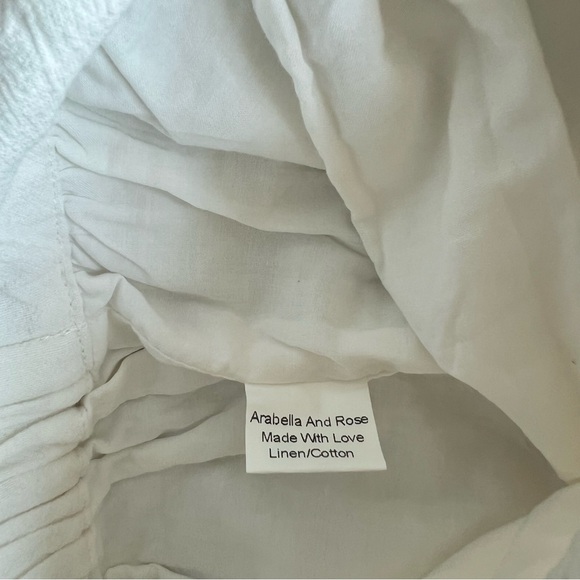 Arabella And Rose
Made With Love
Linen/Cotton